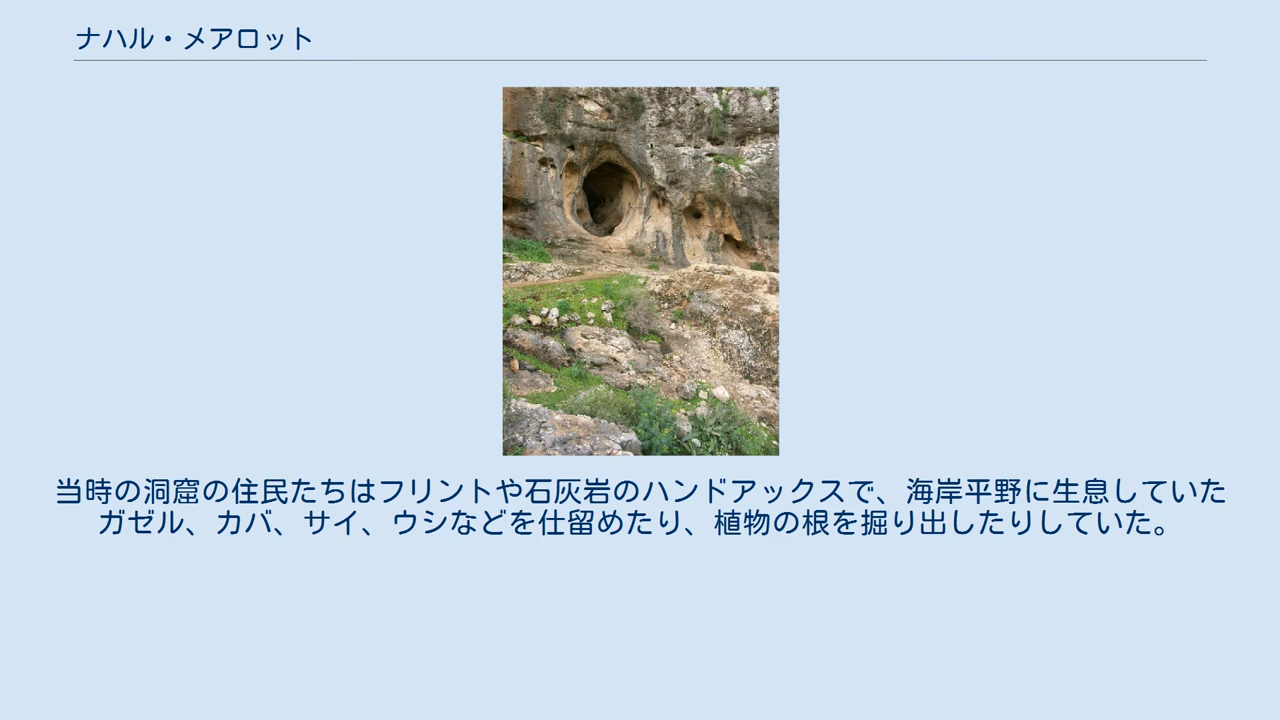 ナハル・メアロット
当時の洞窟の住民たちはフリントや石灰岩のハンドアックスで、海岸平野に生息していた
ガゼル、カバ、サイ、ウシなどを仕留めたり、植物の根を掘り出したりしていた。